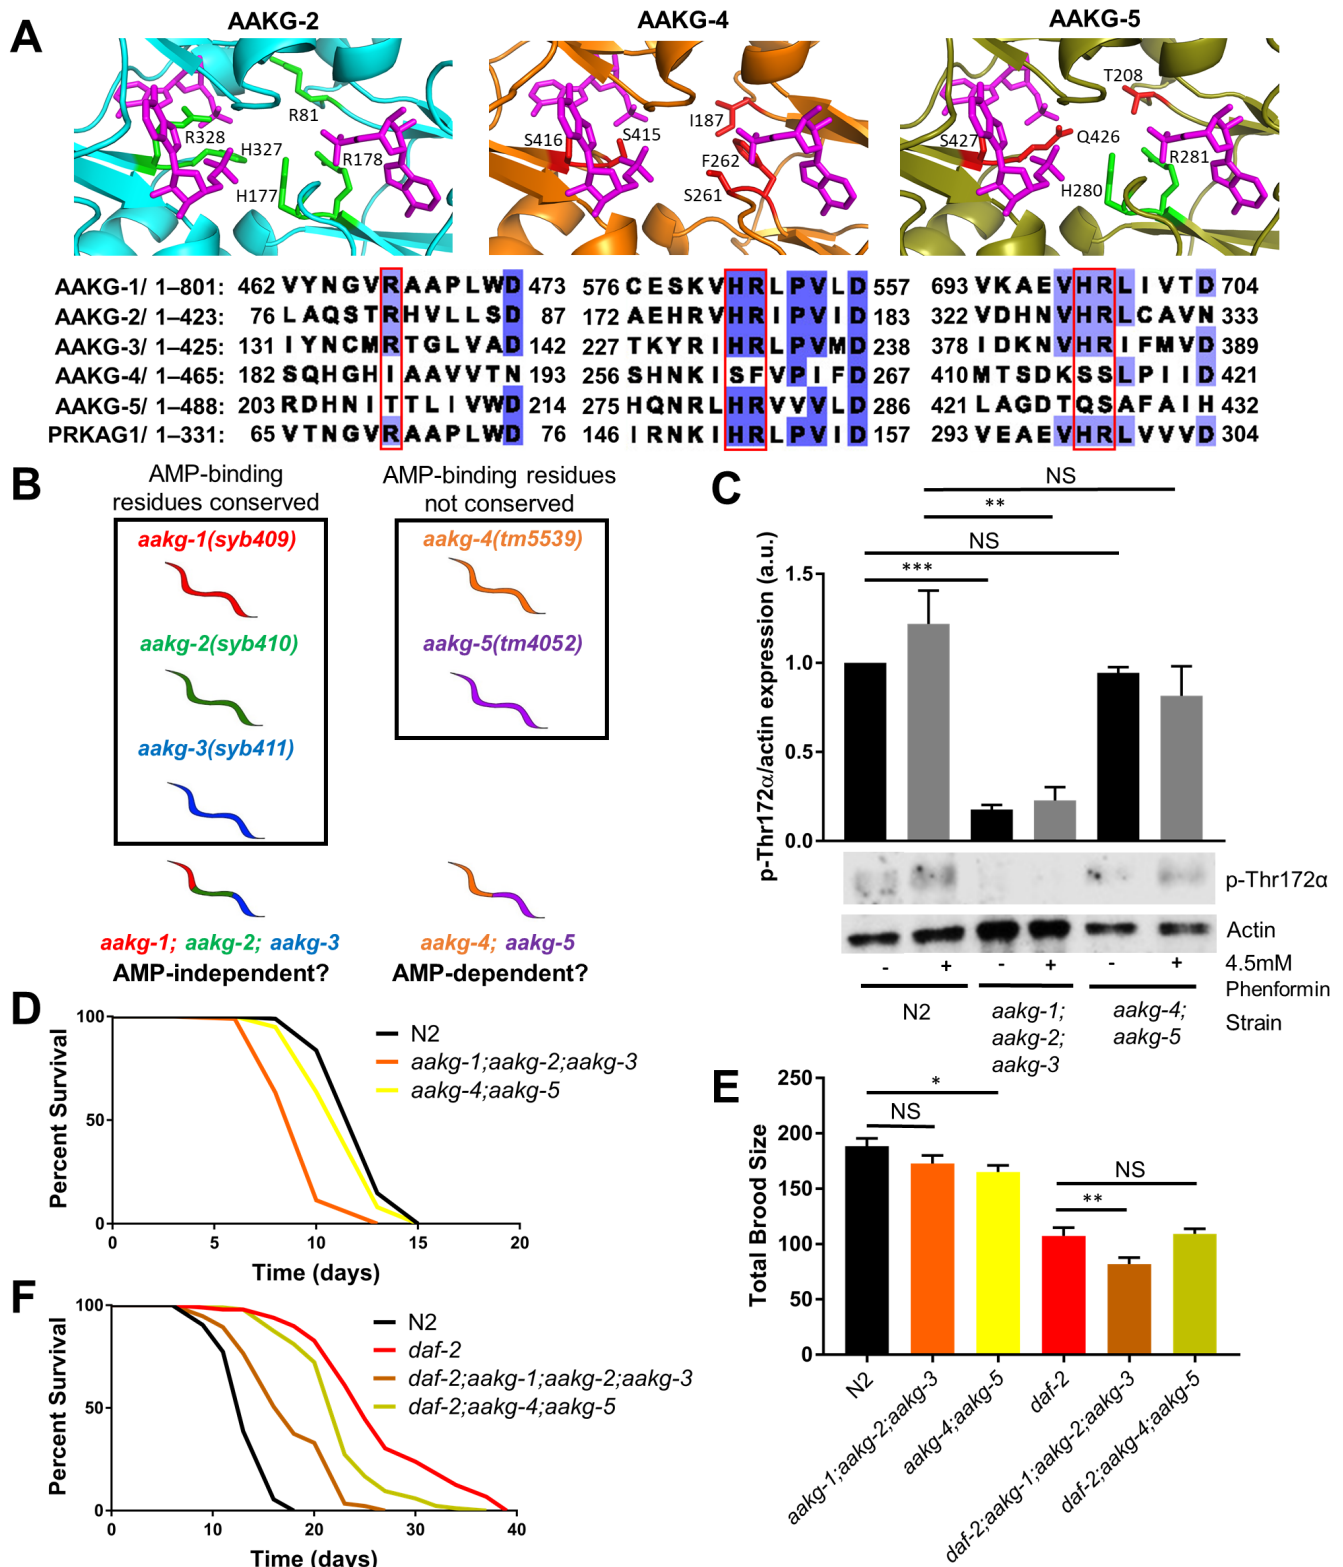 A
AAKG-2
AAKG-4
AAKG-5
R81
R328
H327
R178
H177
S416
S415
I187
F262
S261
T208
S427
Q426
R281
H280
AAKG-1/ 1–801: 462 VYNGVRAAPLWD 473 576 CESKVHRLPVLD 557 693 VKAEVHRLIVTD 704
AAKG-2/ 1–423: 76 LAQSTRHVLLSD 87 172 AEHRVHRIPVID 183 322 VDHNVHRLCAVN 333
AAKG-3/ 1–425: 131 IYNCMRTGLVAD 142 227 TKYRIHRLPVMD 238 378 IDKNVHRIFMVD 389
AAKG-4/ 1–465: 182 SQHGHIAAVVTN 193 256 SHNKISFVPIFD 267 410 MTSDKSSLPIID 421
AAKG-5/ 1–488: 203 RDHNITTLIVWD 214 275 HQNRLHRVVVLD 286 421 LAGDTQSAFAIH 432
PRKAG1/ 1–331: 65 VTNGVRAAPLWD 76 146 IRNKIHRLPVID 157 293 VEAEVHRLVVVD 304
B
AMP-binding
residues conserved
AMP-binding residues
not conserved
aakg-1(syb409)
aakg-4(tm5539)
aakg-2(syb410)
aakg-5(tm4052)
aakg-3(syb411)
aakg-1; aakg-2; aakg-3
AMP-independent?
aakg-4; aakg-5
AMP-dependent?
C
NS
**
NS
***
p-Thr172α/actin expression (a.u.)
1.5
1.0
0.5
0.0
p-Thr172α
Actin
- + - + - + 4.5mM
Phenformin
N2
aakg-1;
aakg-2;
aakg-3
aakg-4;
aakg-5
Strain
D
Percent Survival
100
50
0
0 5 10 15 20
Time (days)
N2
aakg-1;aakg-2;aakg-3
aakg-4;aakg-5
E
Total Brood Size
250
200
150
100
50
0
*
NS
NS
**
N2
aakg-1;aakg-2;aakg-3
aakg-4;aakg-5
daf-2
daf-2;aakg-1;aakg-2;aakg-3
daf-2;aakg-4;aakg-5
F
Percent Survival
100
50
0
0 10 20 30 40
Time (days)
N2
daf-2
daf-2;aakg-1;aakg-2;aakg-3
daf-2;aakg-4;aakg-5